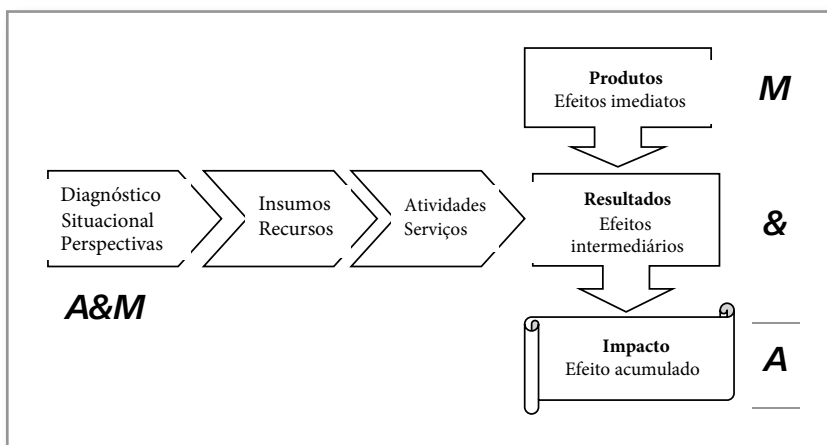 Produtos
Efeitos imediatos
M
Diagnóstico
Situacional
Perspectivas
Insumos
Recursos
Atividades
Serviços
Resultados
Efeitos
intermediários
&
A&M
Impacto
Efeito acumulado
A